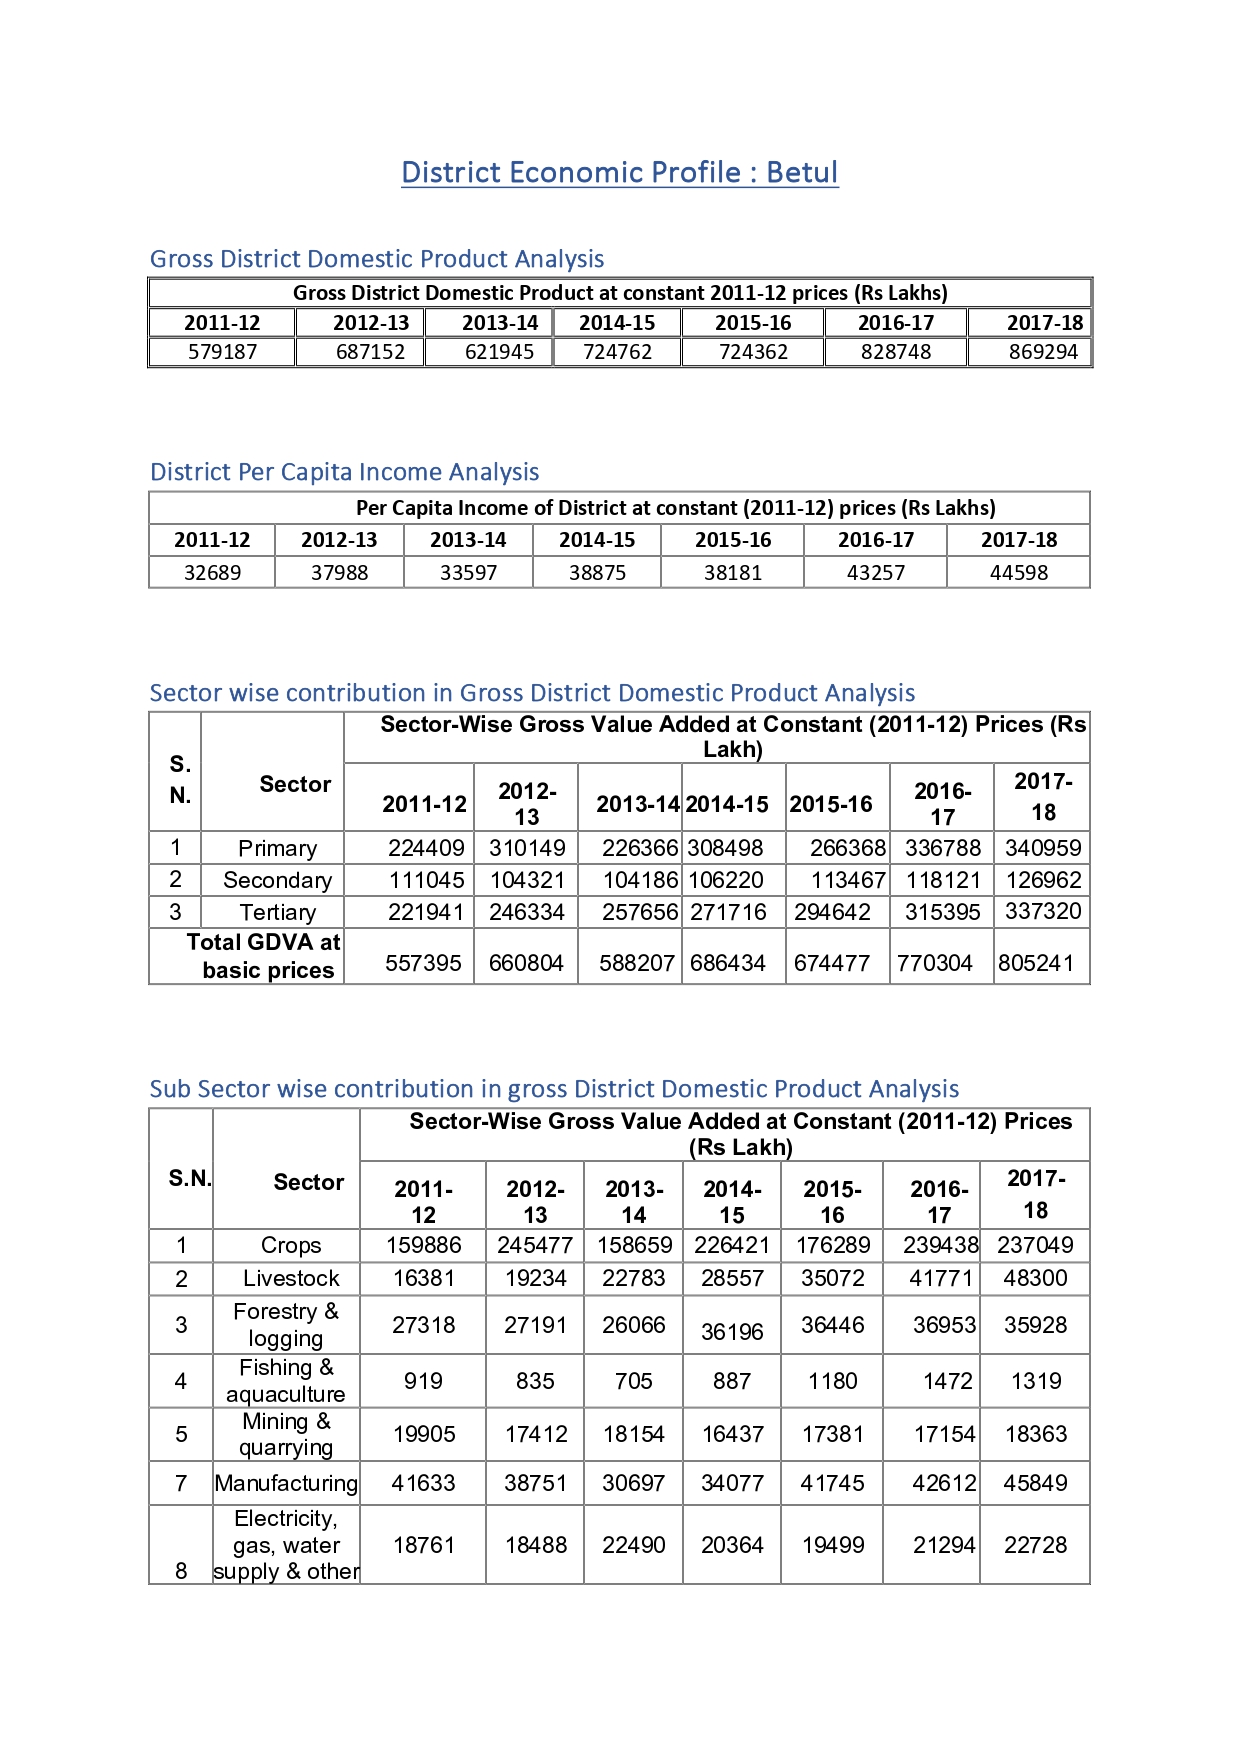 District Economic Profile : Betul
Gross District Domestic Product Analysis
Gross District Domestic Product at constant 2011-12 prices (Rs Lakhs)
2011-12 2012-13 2013-14 2014-15 2015-16 2016-17 2017-18
579187 687152 621945 724762 724362 828748 869294
District Per Capita Income Analysis
Per Capita Income of District at constant (2011-12) prices (Rs Lakhs)
2011-12 2012-13 2013-14 2014-15 2015-16 2016-17 2017-18
32689 37988 33597 38875 38181 43257 44598
Sector wise contribution in Gross District Domestic Product Analysis
S.
N.
Sector
Sector-Wise Gross Value Added at Constant (2011-12) Prices (Rs
Lakh)
2011-12 2012-
13 2013-14 2014-15 2015-16 2016-
17 2017-
18
1 Primary 224409 310149 226366 308498 266368 336788 340959
2 Secondary 111045 104321 104186 106220 113467 118121 126962
3 Tertiary 221941 246334 257656 271716 294642 315395 337320
Total GDVA at
basic prices 557395 660804 588207 686434 674477 770304 805241
Sub Sector wise contribution in gross District Domestic Product Analysis
S.N. Sector
Sector-Wise Gross Value Added at Constant (2011-12) Prices
(Rs Lakh)
2011-
12 2012-
13 2013-
14 2014-
15 2015-
16 2016-
17 2017-
18
1 Crops 159886 245477 158659 226421 176289 239438 237049
2 Livestock 16381 19234 22783 28557 35072 41771 48300
3 Forestry &
logging 27318 27191 26066 36196 36446 36953 35928
4 Fishing &
aquaculture 919 835 705 887 1180 1472 1319
5 Mining &
quarrying 19905 17412 18154 16437 17381 17154 18363
7 Manufacturing 41633 38751 30697 34077 41745 42612 45849
8 Electricity,
gas, water
supply & other 18761 18488 22490 20364 19499 21294 22728